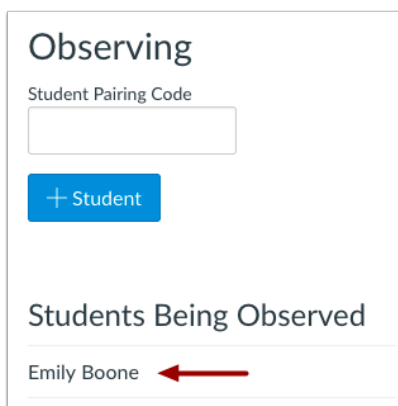 Observing
Student Pairing Code
+ Student
Students Being Observed
Emily Boone